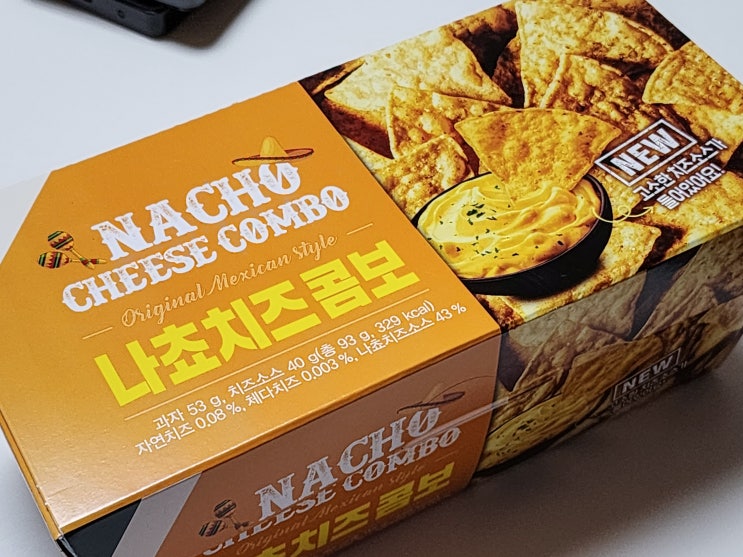 NACHO
CHEESE COMBO
Original Mexican Style
나쵸치즈콤보
과자 53 g, 치즈소스 40 g(총 93 g, 329 kcal)
자연치즈 0.08 %, 체다치즈 0.003 %, 나쵸치즈소스 43 %
NEW
고소한 치즈소스가
들어있어요!
NACHO
CHEESE COMBO
Original Mexican Style
나쵸치즈콤보
NEW